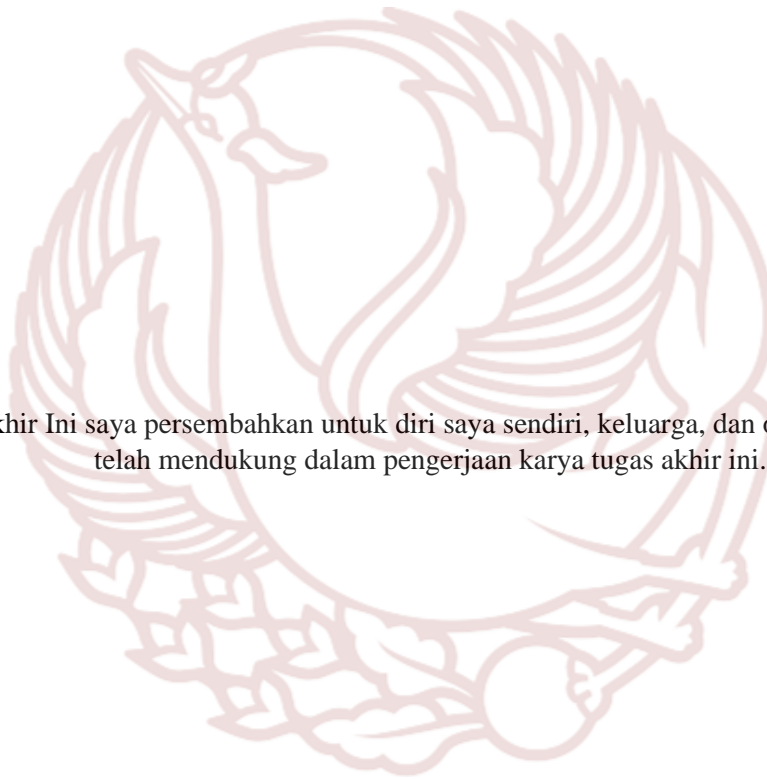 khir Ini saya persembahkan untuk diri saya sendiri, keluarga, dan
telah mendukung dalam pengerjaan karya tugas akhir ini.